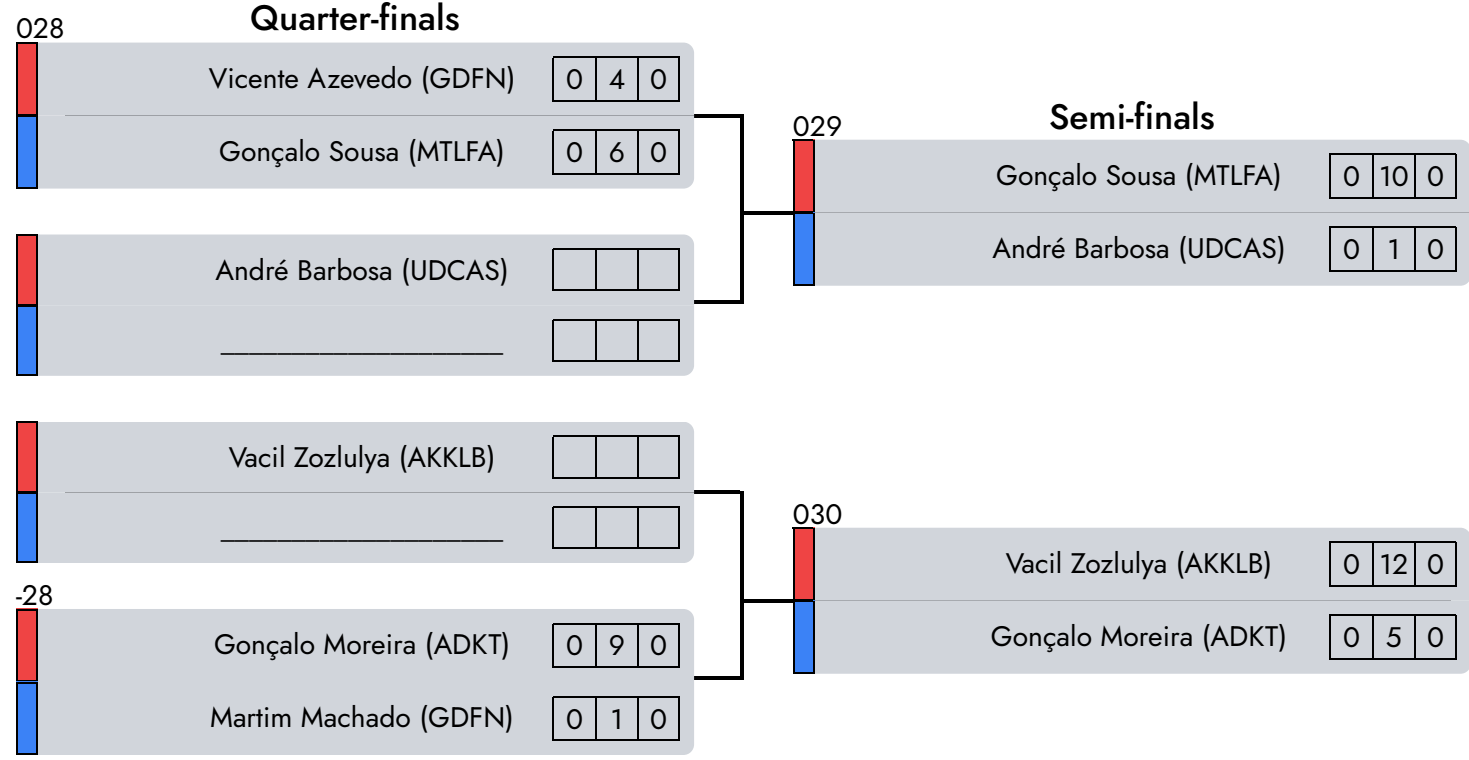 Quarter-finals
028
Vicente Azevedo (GDFN) 0 4 0
Gonçalo Sousa (MTLFA) 0 6 0
André Barbosa (UDCAS)
____________________
Vacil Zozlulya (AKKLB)
____________________
-28
Gonçalo Moreira (ADKT) 0 9 0
Martim Machado (GDFN) 0 1 0
Semi-finals
029
Gonçalo Sousa (MTLFA) 0 10 0
André Barbosa (UDCAS) 0 1 0
030
Vacil Zozlulya (AKKLB) 0 12 0
Gonçalo Moreira (ADKT) 0 5 0